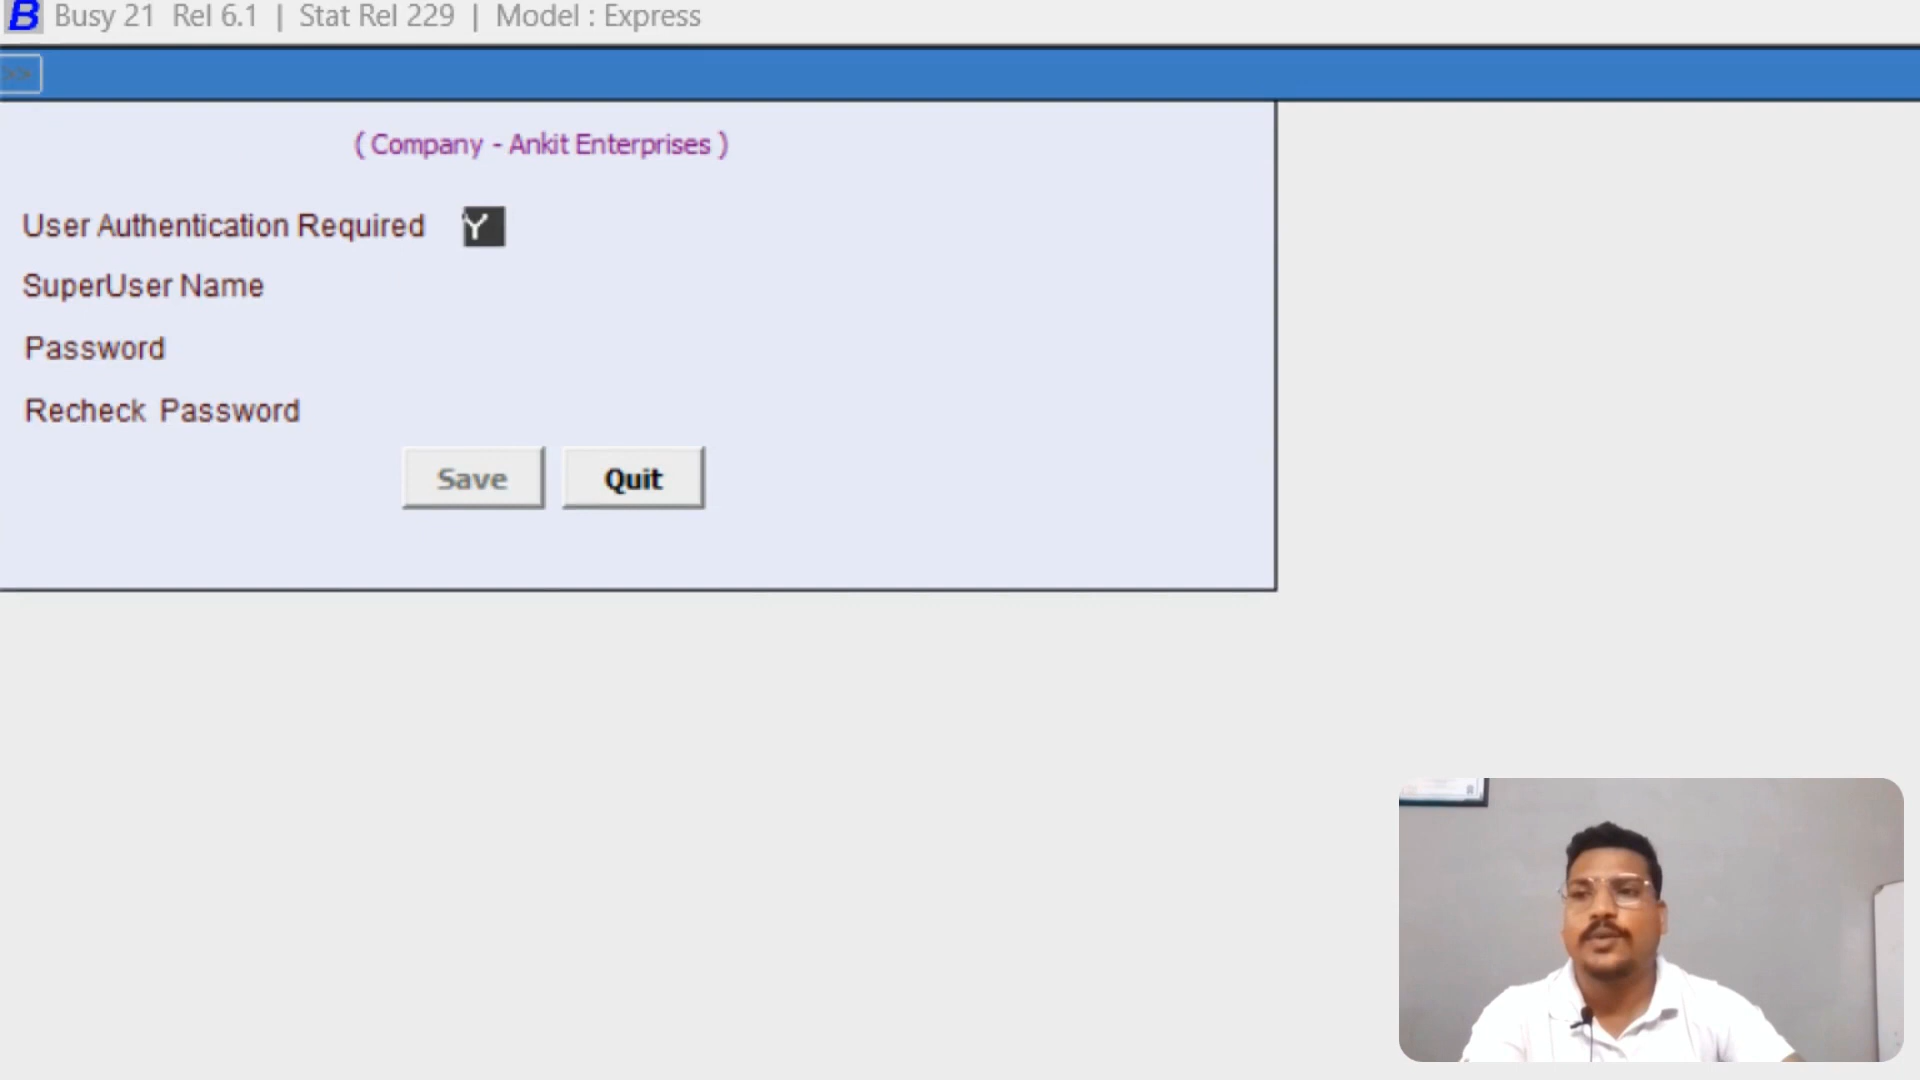 B Busy 21 Rel 6.1 | Stat Rel 229 | Model : Express
>>
( Company - Ankit Enterprises )
User Authentication Required Y
SuperUser Name
Password
Recheck Password
Save Quit